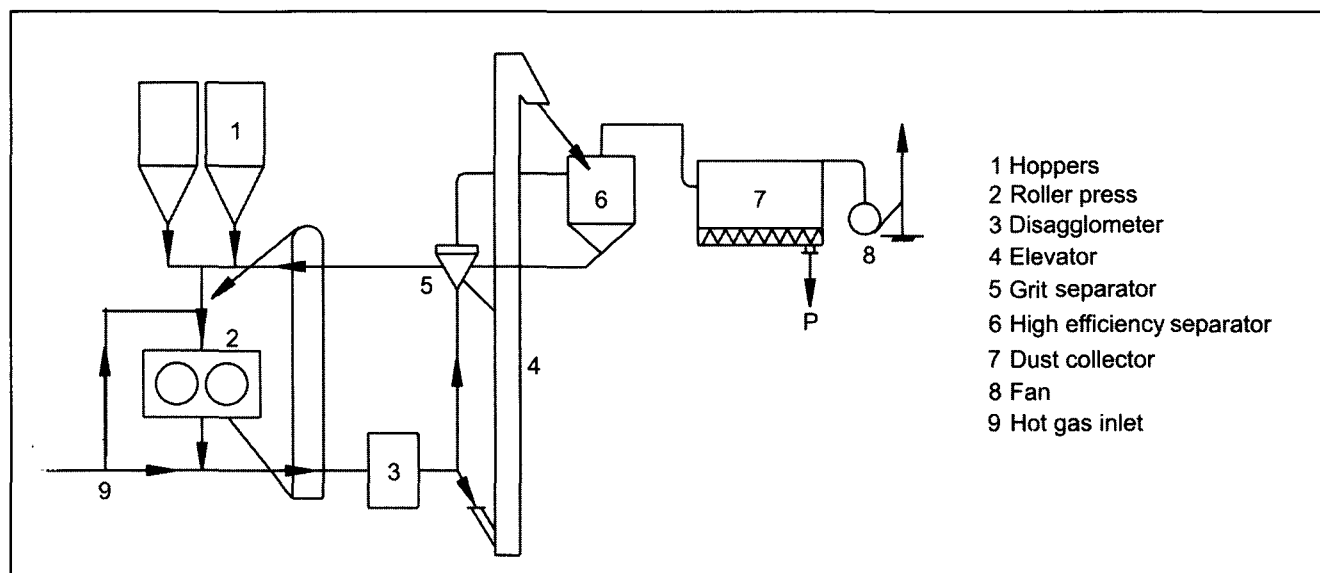 1
6
7
8
5
2
4
3
9
P
1 Hoppers
2 Roller press
3 Disagglometer
4 Elevator
5 Grit separator
6 High efficiency separator
7 Dust collector
8 Fan
9 Hot gas inlet